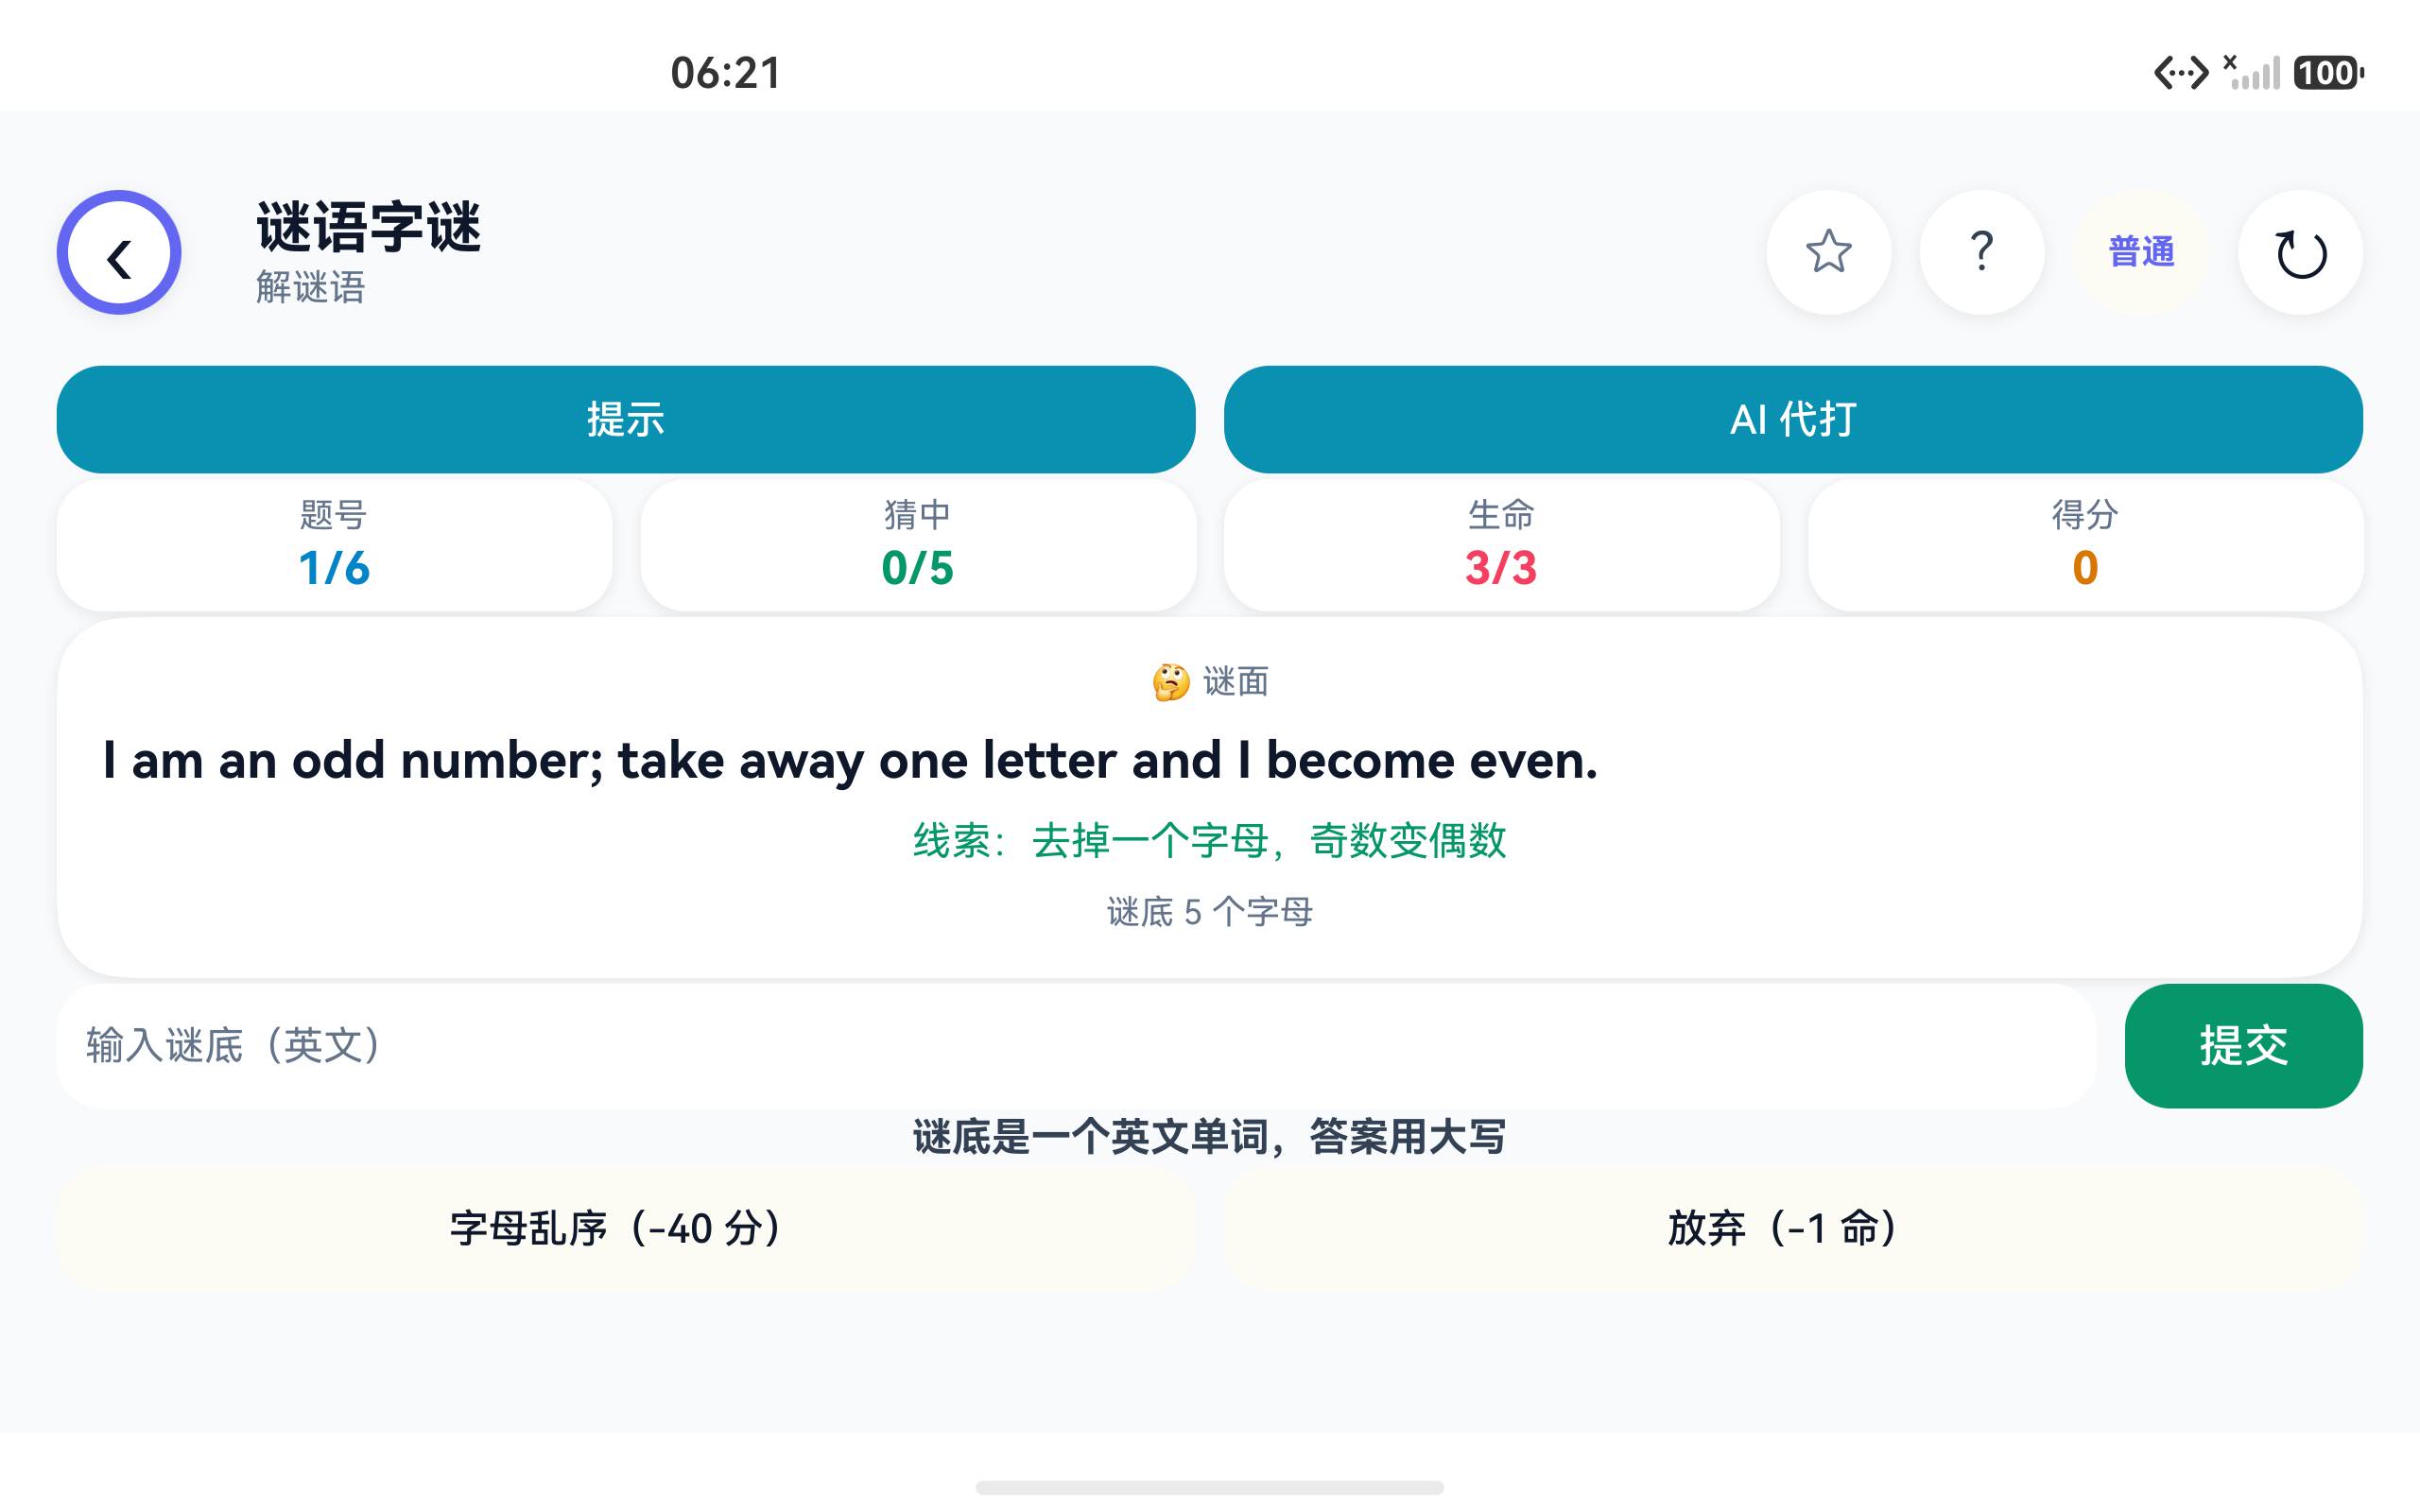 06:21
100
谜语字谜
解谜语
?
普通
提示
AI 代打
题号
1/6
猜中
0/5
生命
3/3
得分
0
🤔 谜面
I am an odd number; take away one letter and I become even.
线索：去掉一个字母，奇数变偶数
谜底 5 个字母
输入谜底（英文）
提交
谜底是一个英文单词，答案用大写
字母乱序（-40 分）
放弃（-1 命）